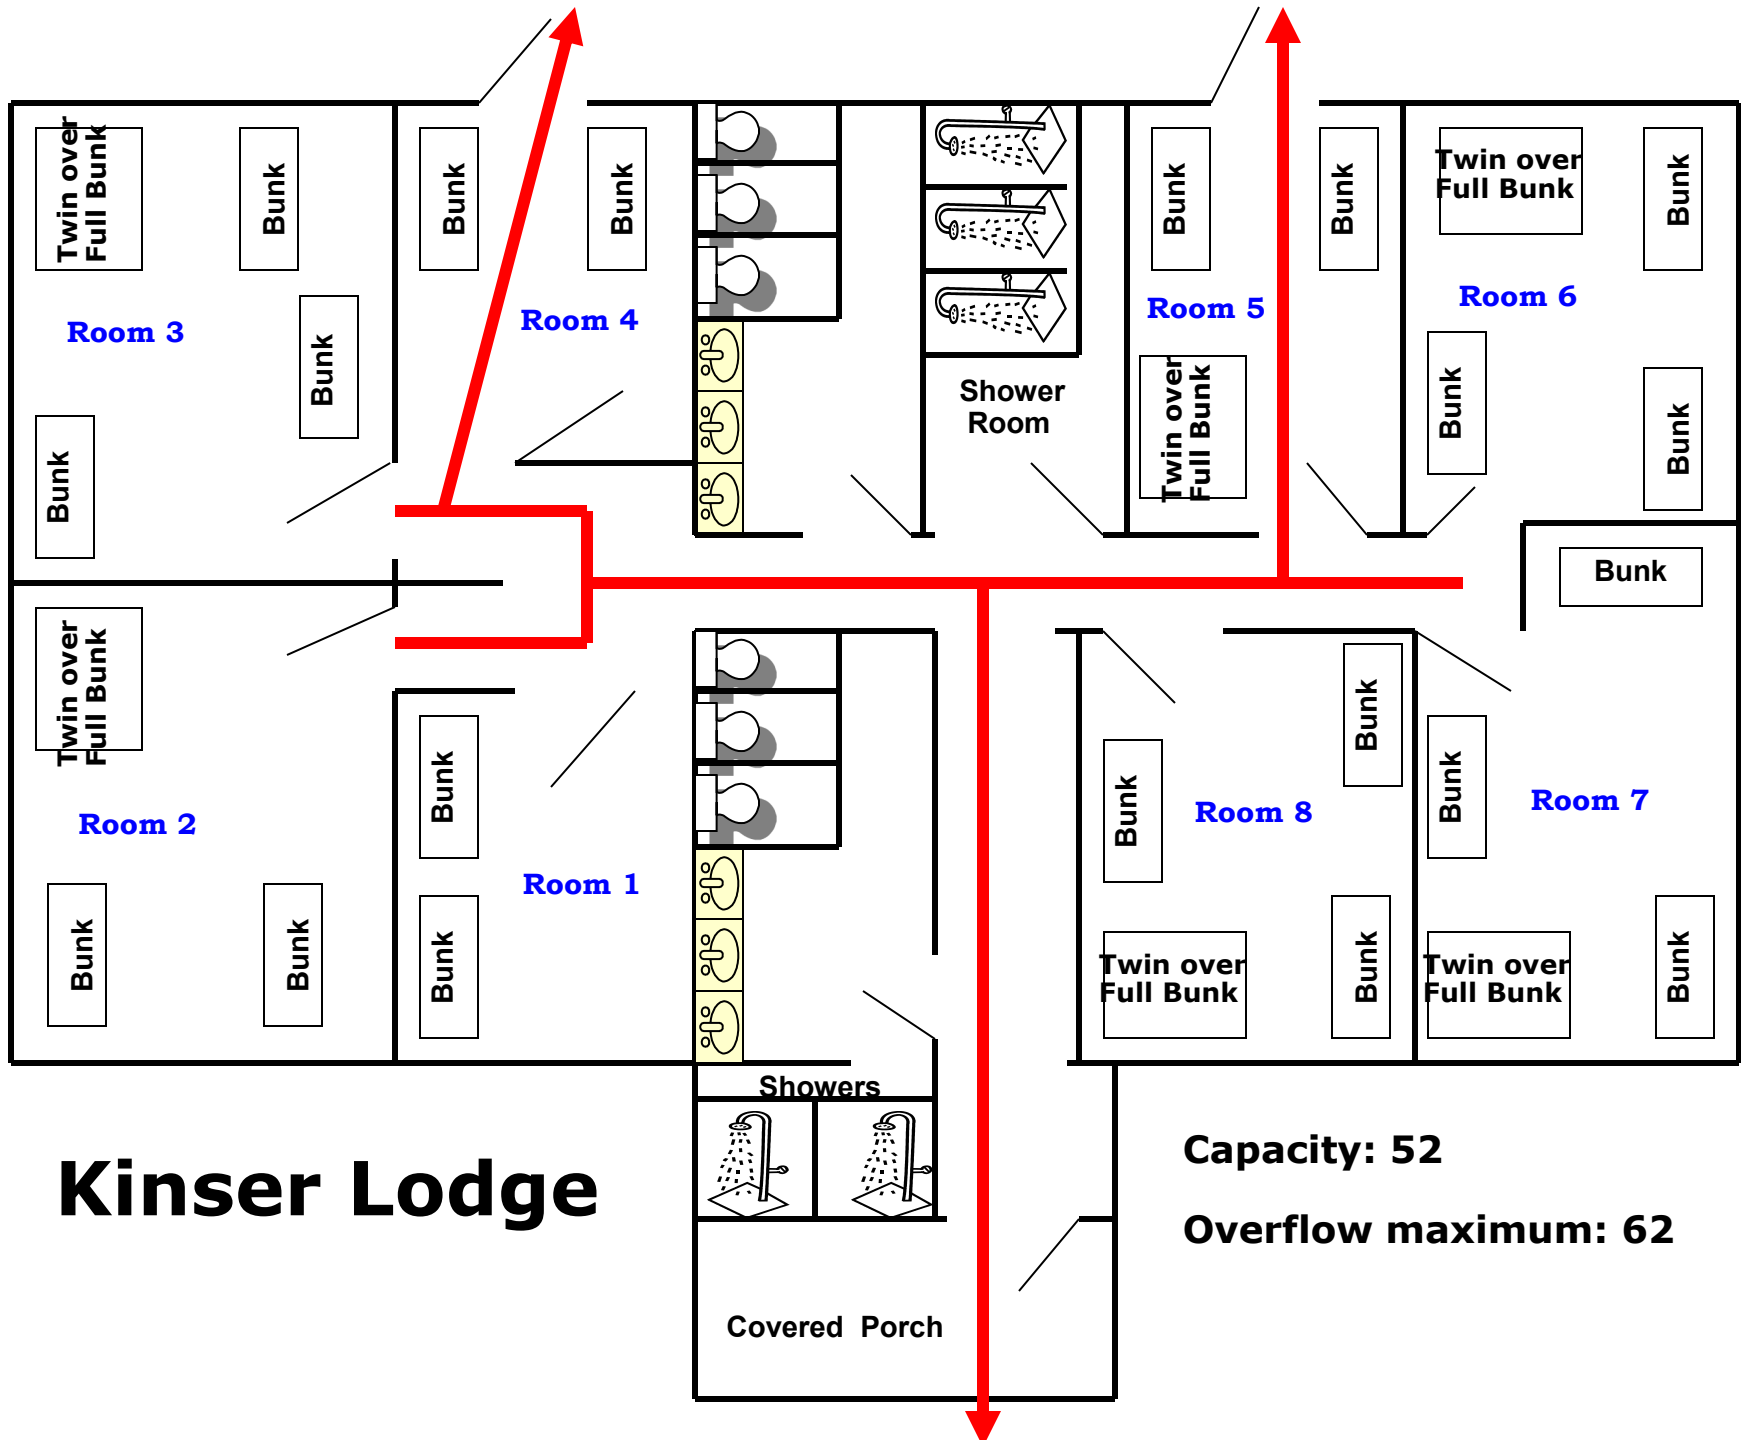 Twin over
Full Bunk
Bunk
Bunk
Bunk
Room 3
Bunk
Bunk
Room 4
Shower
Room
Bunk
Bunk
Room 5
Twin over
Full Bunk
Twin over
Full Bunk
Bunk
Room 6
Bunk
Bunk
Twin over
Full Bunk
Room 2
Bunk
Bunk
Bunk
Room 1
Bunk
Showers
Bunk
Bunk
Room 8
Twin over
Full Bunk
Bunk
Bunk
Bunk
Room 7
Twin over
Full Bunk
Bunk
Kinser Lodge
Capacity: 52
Overflow maximum: 62
Covered Porch